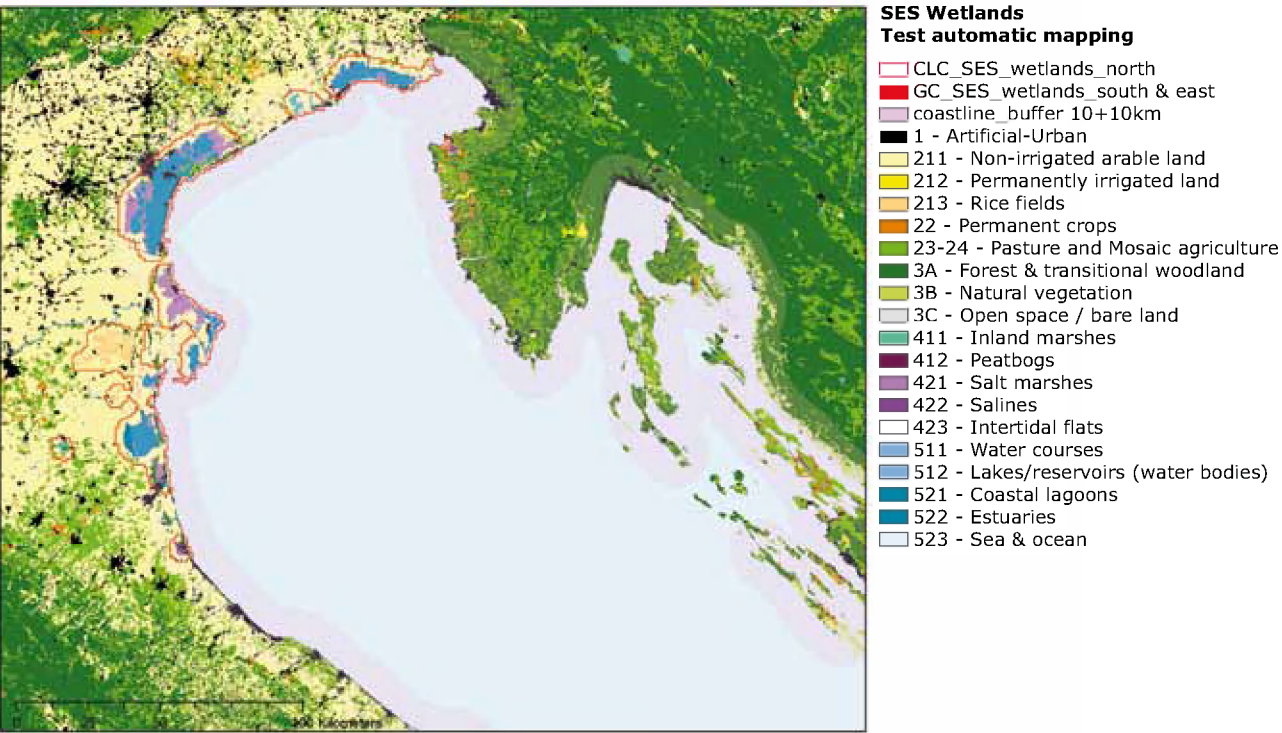 SES Wetlands
Test automatic mapping
CLC_SES_wetlands_north
GC_SES_wetlands_south & east
coastline_buffer 10+10km
1 - Artificial-Urban
211 - Non-irrigated arable land
212 - Permanently irrigated land
213 - Rice fields
22 - Permanent crops
23-24 - Pasture and Mosaic agriculture
3A - Forest & transitional woodland
3B - Natural vegetation
3C - Open space / bare land
411 - Inland marshes
412 - Peatbogs
421 - Salt marshes
422 - Salines
423 - Intertidal flats
511 - Water courses
512 - Lakes/reservoirs (water bodies)
521 - Coastal lagoons
522 - Estuaries
523 - Sea & ocean
0 Kilometers